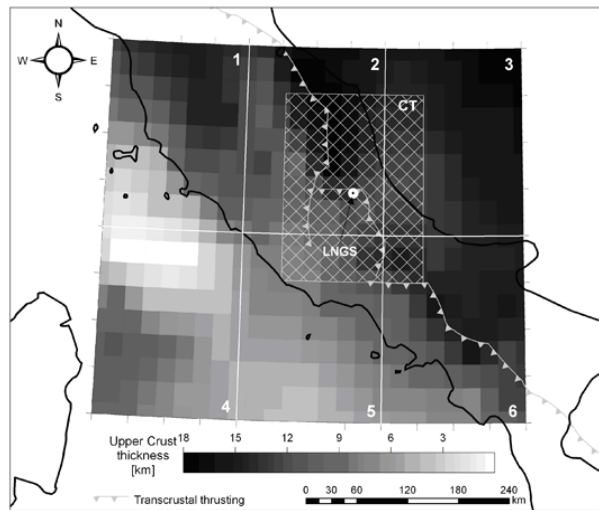 N
W E
S
1 2 3
CT
LNGS
4 5 6
Upper Crust thickness [km]
18 15 12 9 6 3
Transcrustal thrusting
0 30 60 120 180 240 km